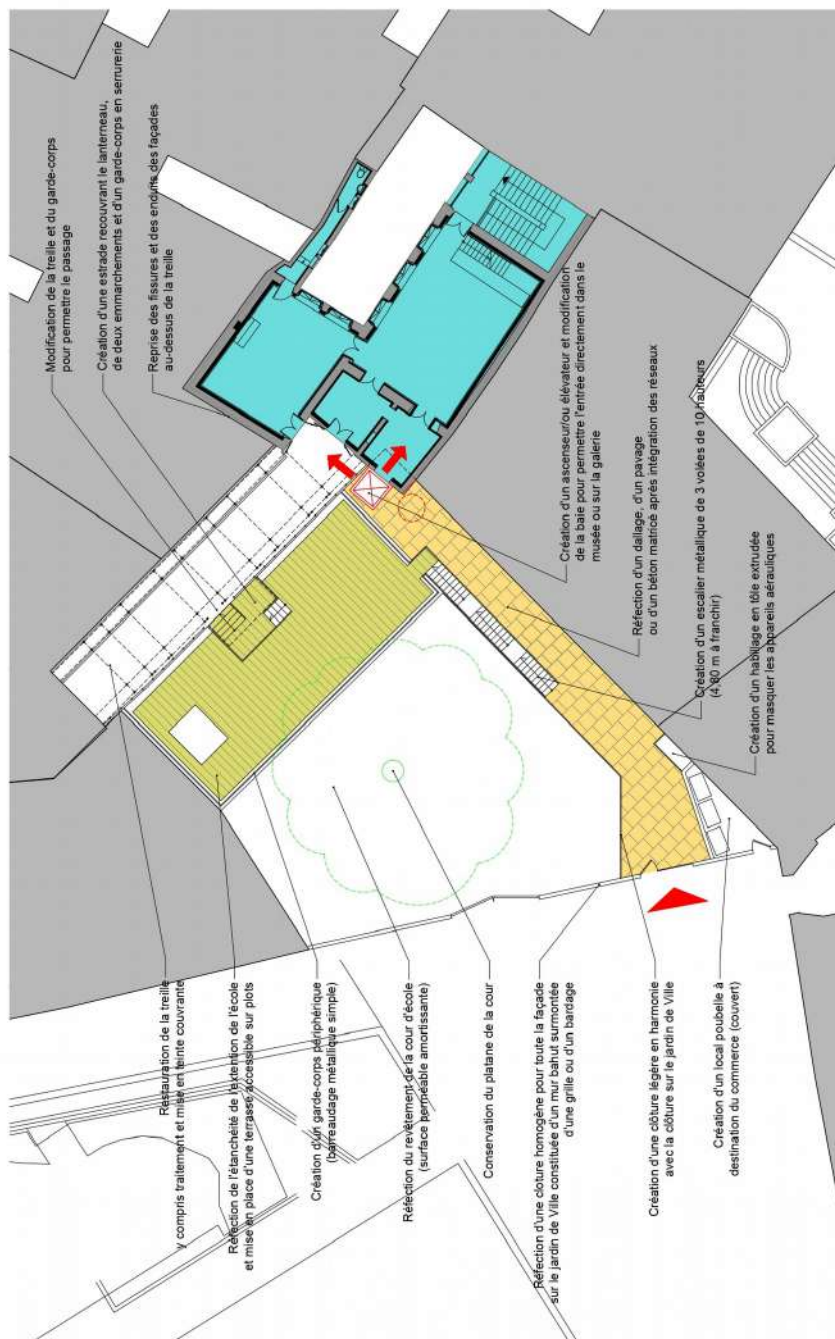 Modification de la treille et du garde-corps
pour permettre le passage
Création d'une estrade recouvrant le lanterneau,
de deux emmarchements et d'un garde-corps en serrurerie
Reprise des fissures et des enduits des façades
au-dessus de la treille
Création d'un ascenseur/ou élévateur et modification
de la baie pour permettre l'entrée directement dans le
musée ou sur la galerie
Réfection d'un dallage, d'un pavage
ou d'un béton matricé après intégration des réseaux
Création d'un escalier métallique de 3 volées de 10 hauteurs
(4,80 m à franchir)
Création d'un habillage en tôle extrudée
pour masquer les appareils aérauliques
Restauration de la treille
y compris traitement et mise en teinte couvrante
Réfection de l'étanchéité de l'extention de l'école
et mise en place d'une terrasse accessible sur plots
Création d'un garde-corps périphérique
(barreaudage métallique simple)
Réfection du revêtement de la cour d'école
(surface perméable amortissante)
Conservation du platane de la cour
Réfection d'une cloture homogène pour toute la façade
sur le jardin de Ville constituée d'un mur bahut surmontée
d'une grille ou d'un bardage
Création d'une clôture légère en harmonie
avec la clôture sur le jardin de Ville
Création d'un local poubelle à
destination du commerce (couvert)